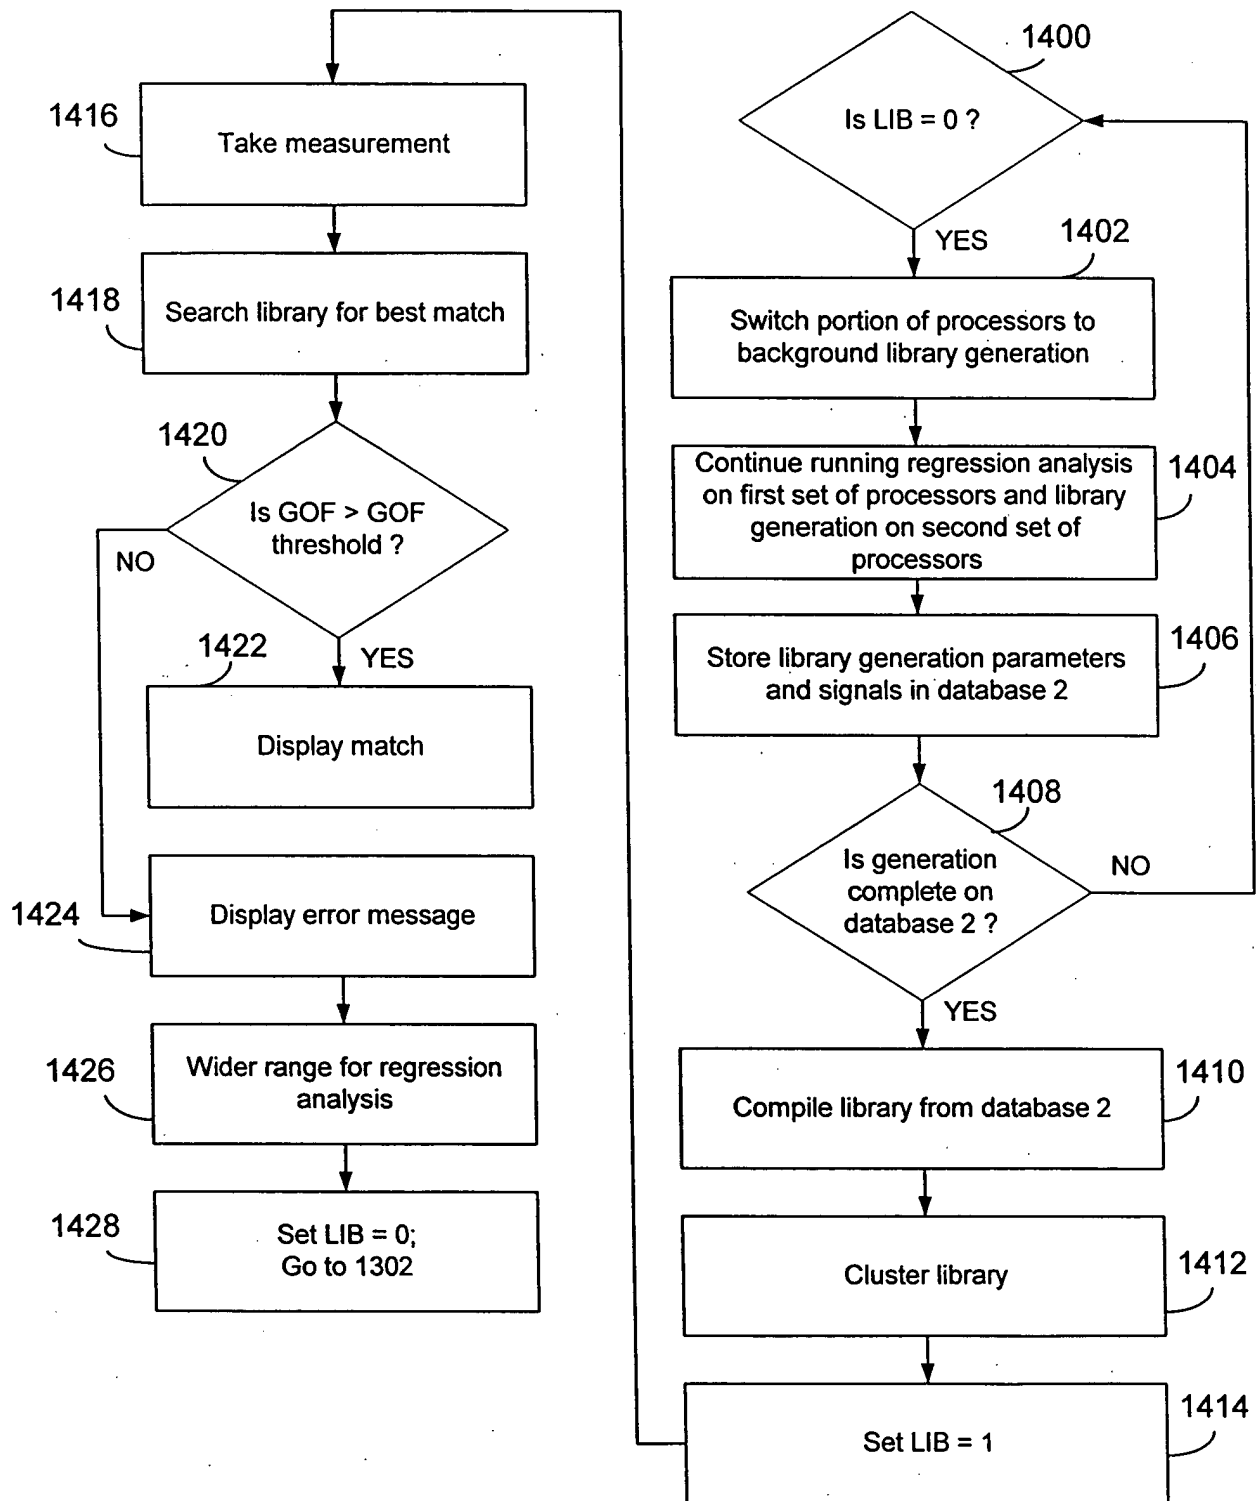 1400
Is LIB = 0 ?
YES
1402
Switch portion of processors to
background library generation
1404
Continue running regression analysis
on first set of processors and library
generation on second set of
processors
1406
Store library generation parameters
and signals in database 2
1408
Is generation
complete on
database 2 ?
NO
YES
1410
Compile library from database 2
1412
Cluster library
1414
Set LIB = 1
1416
Take measurement
1418
Search library for best match
1420
Is GOF > GOF
threshold ?
NO
YES
1422
Display match
1424
Display error message
1426
Wider range for regression
analysis
1428
Set LIB = 0;
Go to 1302